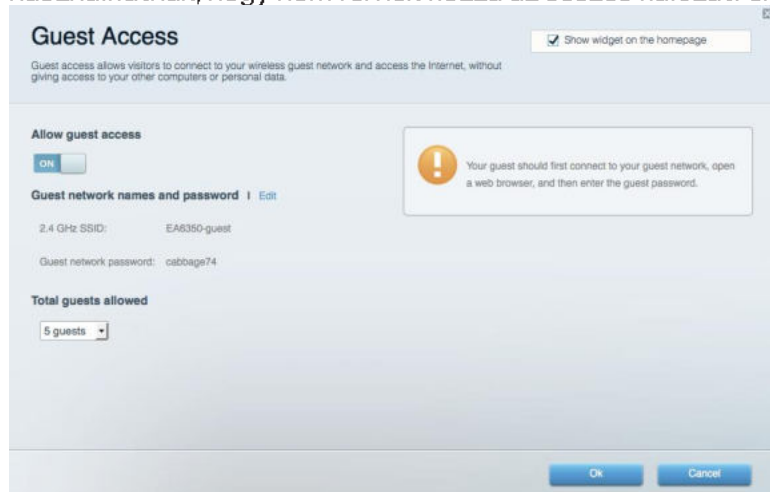 Guest Access
Show widget on the homepage
Guest access allows visitors to connect to your wireless guest network and access the Internet, without
giving access to your other computers or personal data.
Allow guest access
ON
Your guest should first connect to your guest network, open
a web browser, and then enter the guest password.
Guest network names and password | Edit
2.4 GHz SSID: EA6350-guest
Guest network password: cabbage74
Total guests allowed
5 guests
Ok
Cancel